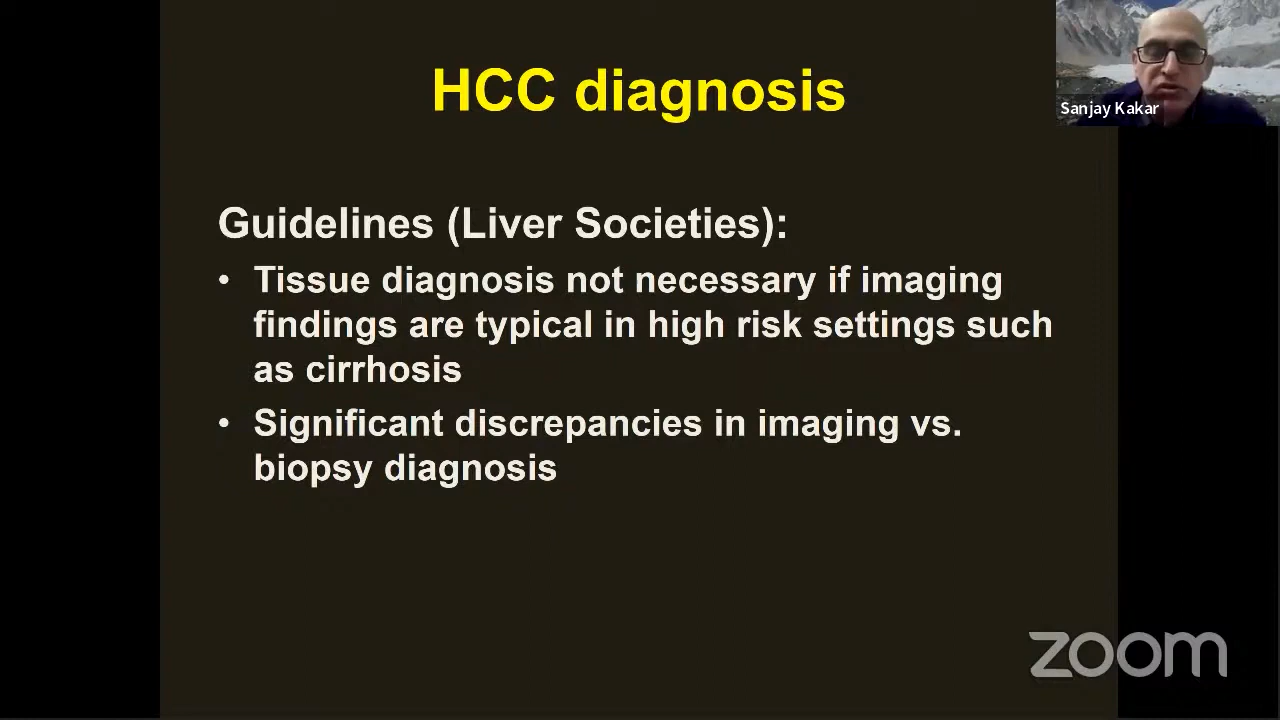 HCC diagnosis
Sanjay Kakar
Guidelines (Liver Societies):
• Tissue diagnosis not necessary if imaging
findings are typical in high risk settings such
as cirrhosis
• Significant discrepancies in imaging vs.
biopsy diagnosis
zoom